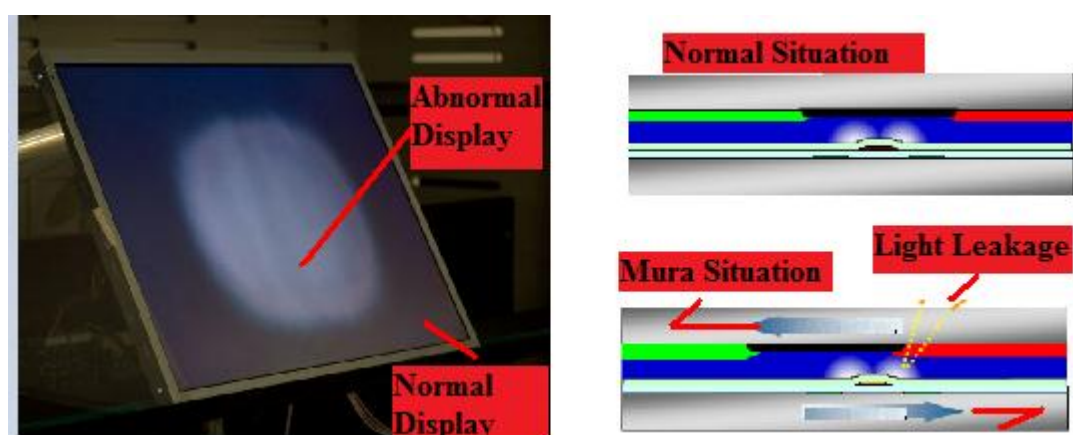 Abnormal
Display
Normal
Display
Normal Situation
Light Leakage
Mura Situation